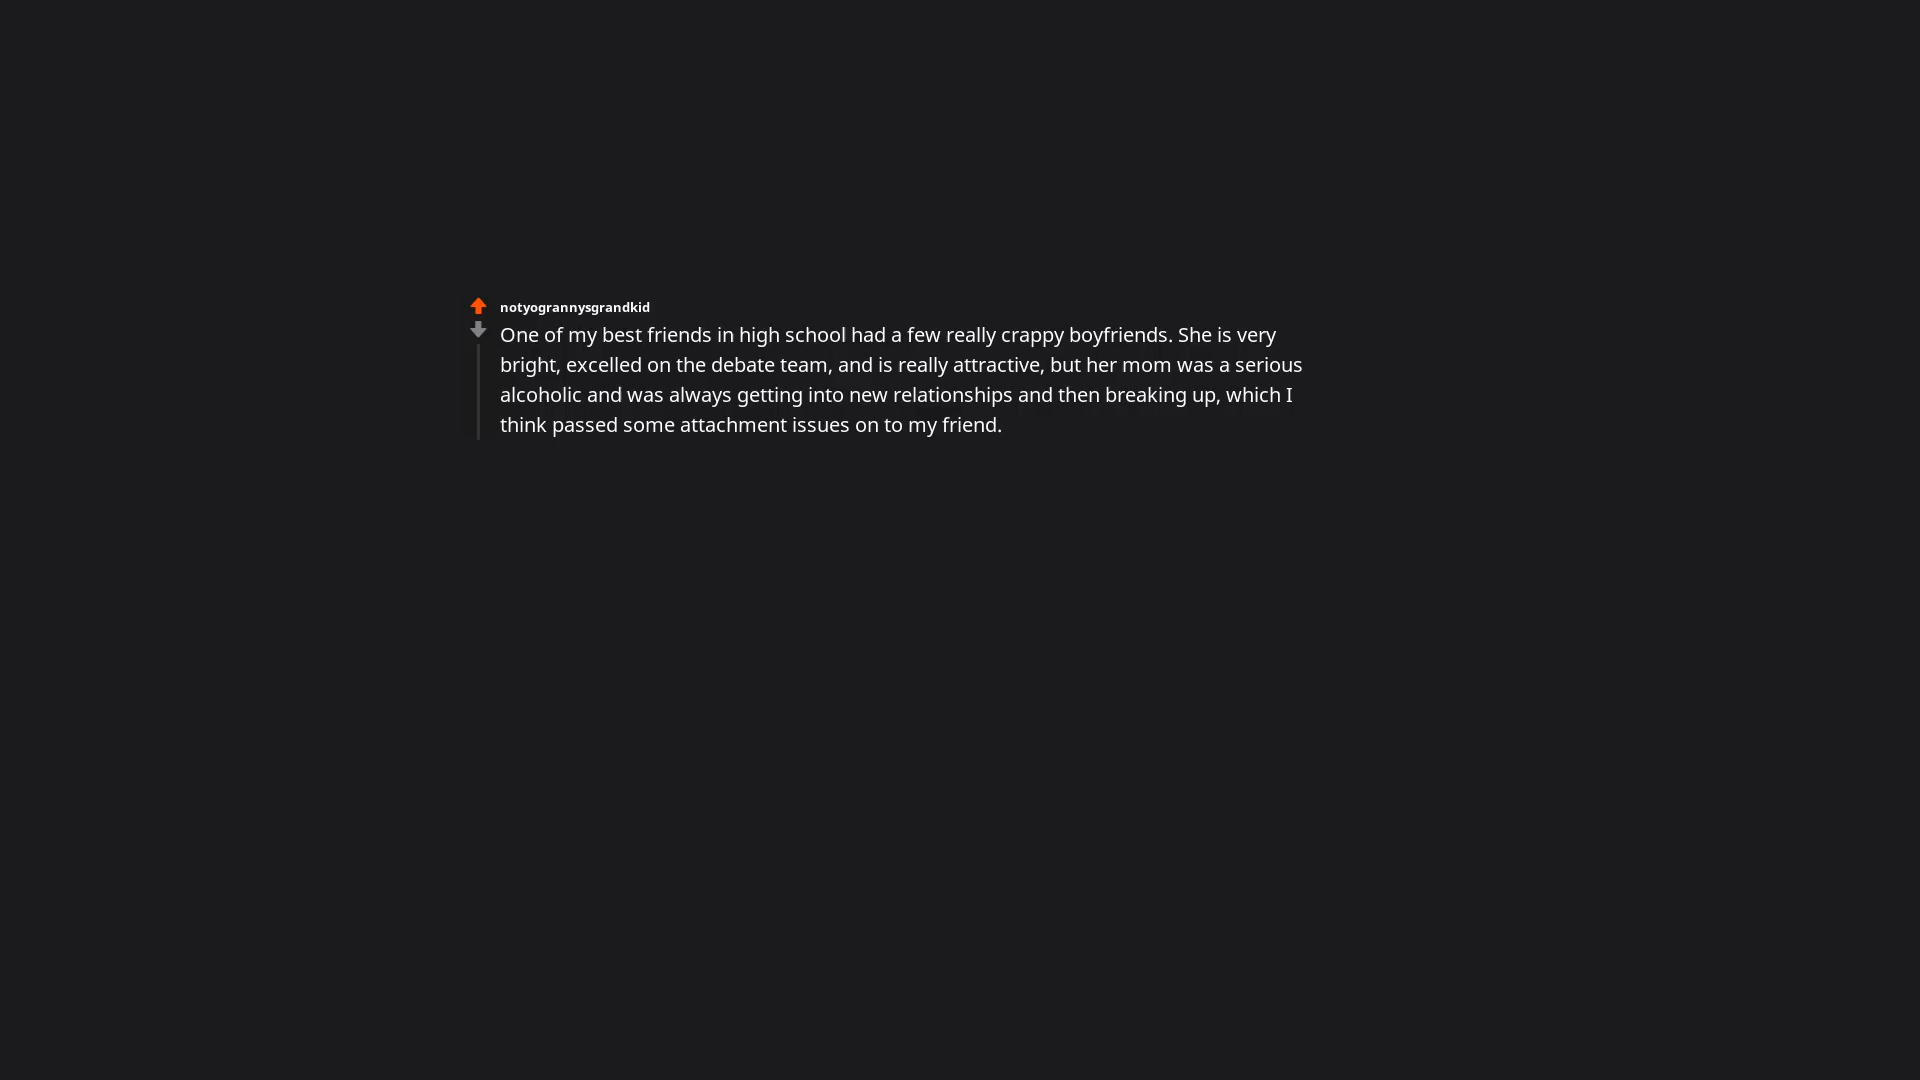 notyogrannysgrandkid
One of my best friends in high school had a few really crappy boyfriends. She is very
bright, excelled on the debate team, and is really attractive, but her mom was a serious
alcoholic and was always getting into new relationships and then breaking up, which I
think passed some attachment issues on to my friend.